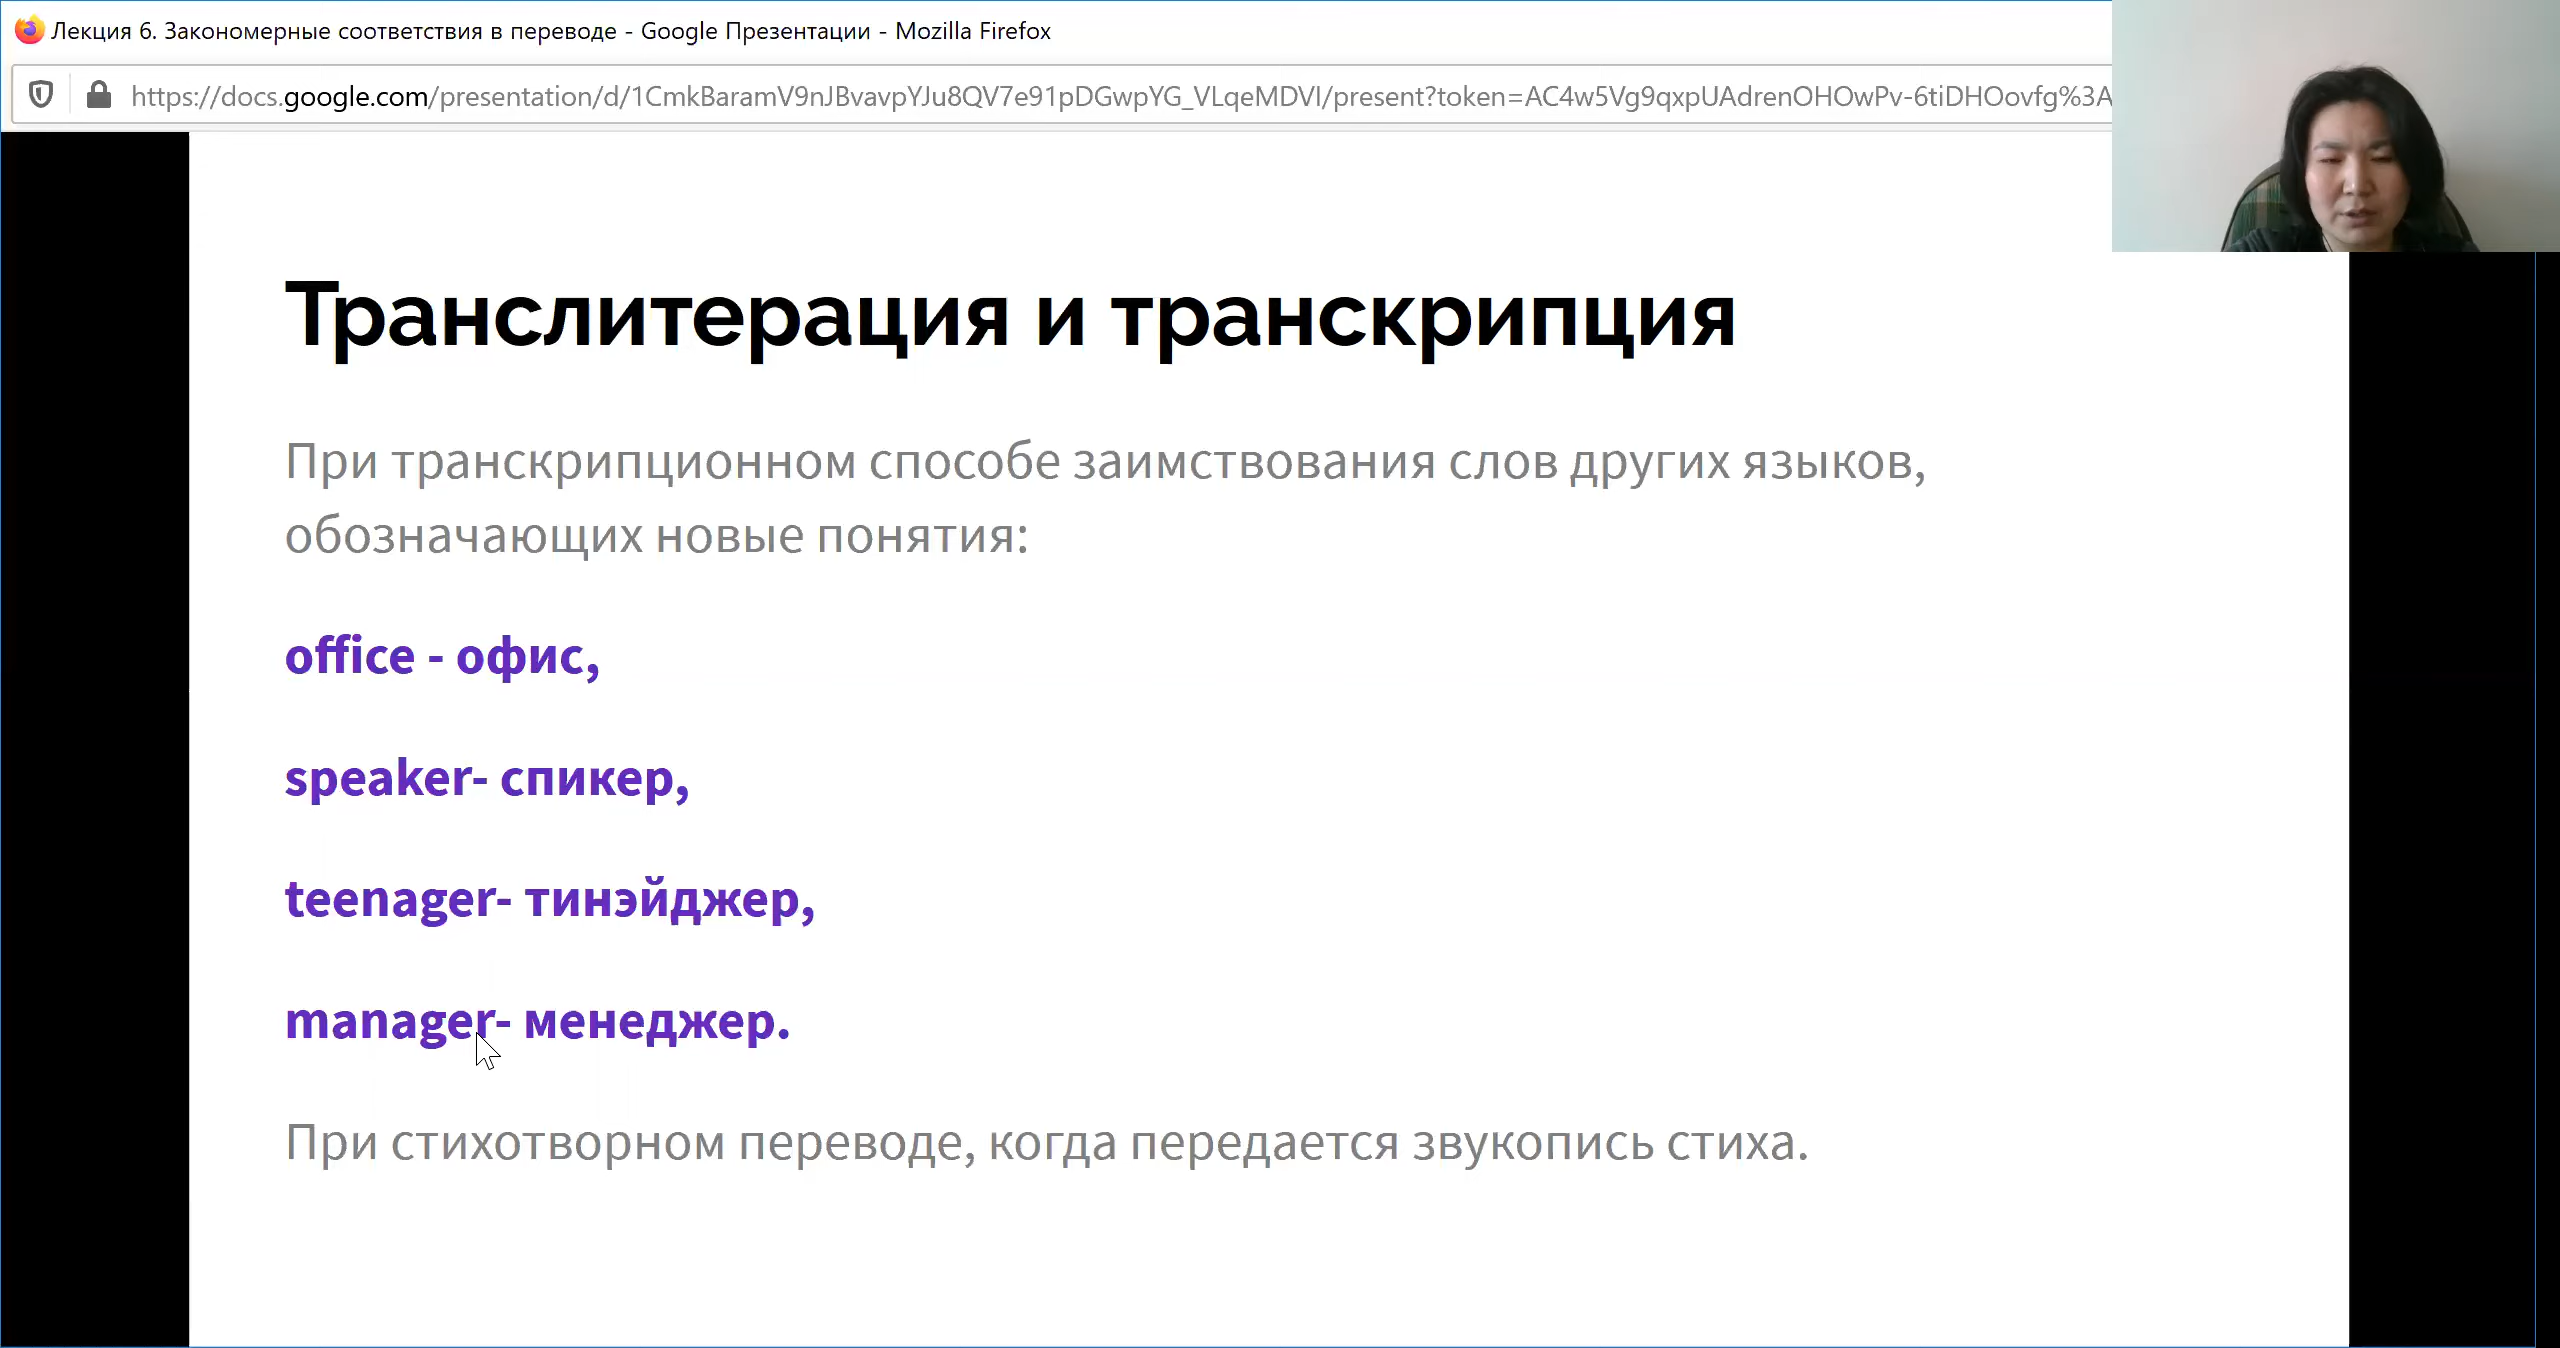 Лекция 6. Закономерные соответствия в переводе - Google Презентации - Mozilla Firefox
https://docs.google.com/presentation/d/1CmkBaramV9nJBvavpYJu8QV7e91pDGwpYG_VLqeMDVI/present?token=AC4w5Vg9qxpUAdrenOHOwPv-6tiDHOovfg%3A
Транслитерация и транскрипция
При транскрипционном способе заимствования слов других языков,
обозначающих новые понятия:
office - офис,
speaker- спикер,
teenager- тинэйджер,
manager- менеджер.
При стихотворном переводе, когда передается звукопись стиха.